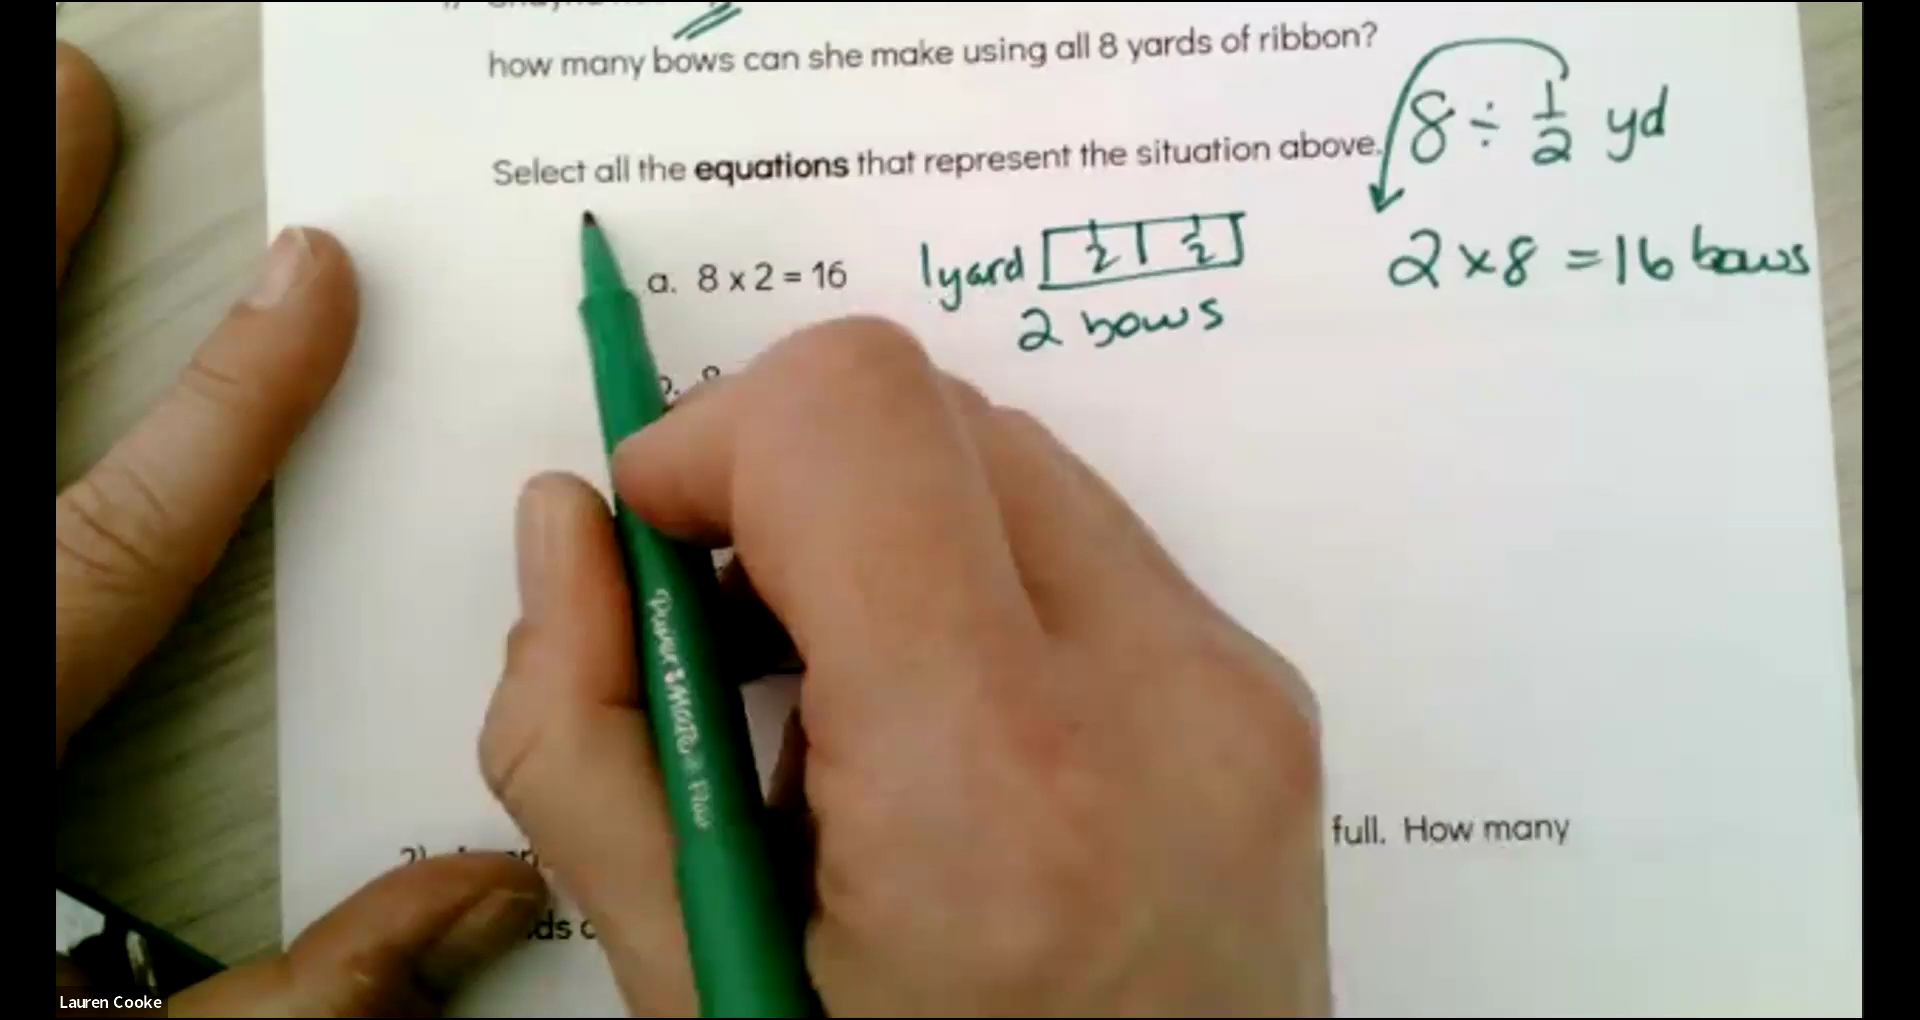 how many bows can she make using all 8 yards of ribbon?
8 ÷ 1/2 yd
Select all the equations that represent the situation above.
1 yard 1/2 1/2
2 x 8 = 16 bows
a. 8 x 2 = 16
2 bows
full. How many
Lauren Cooke